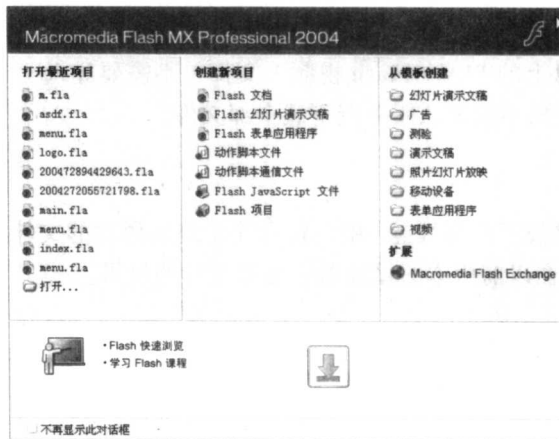 Macromedia Flash MX Professional 2004
打开最近项目
m.fla
asdf.fla
menu.fla
logo.fla
200472894429643.fla
2004272055721798.fla
main.fla
menu.fla
index.fla
menu.fla
打开...
创建新项目
Flash 文档
Flash 幻灯片演示文稿
Flash 表单应用程序
动作脚本文件
动作脚本通信文件
Flash JavaScript 文件
Flash 项目
从模板创建
幻灯片演示文稿
广告
测验
演示文稿
照片幻灯片放映
移动设备
表单应用程序
视频
扩展
Macromedia Flash Exchange
·Flash 快速浏览
·学习 Flash 课程
不再显示此对话框